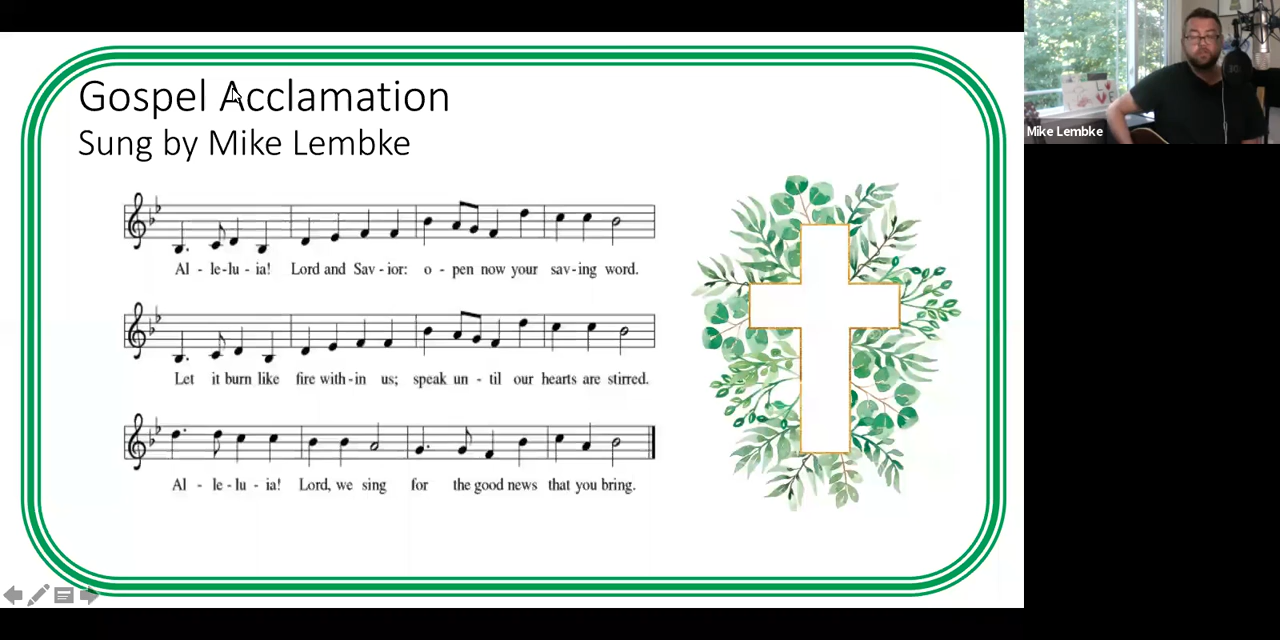 Gospel Acclamation
Sung by Mike Lembke
Al - le-lu - ia! Lord and Sav - ior: o - pen now your sav-ing word.
Let it burn like fire with-in us; speak un - til our hearts are stirred.
Al - le-lu - ia! Lord, we sing for the good news that you bring.
Mike Lembke